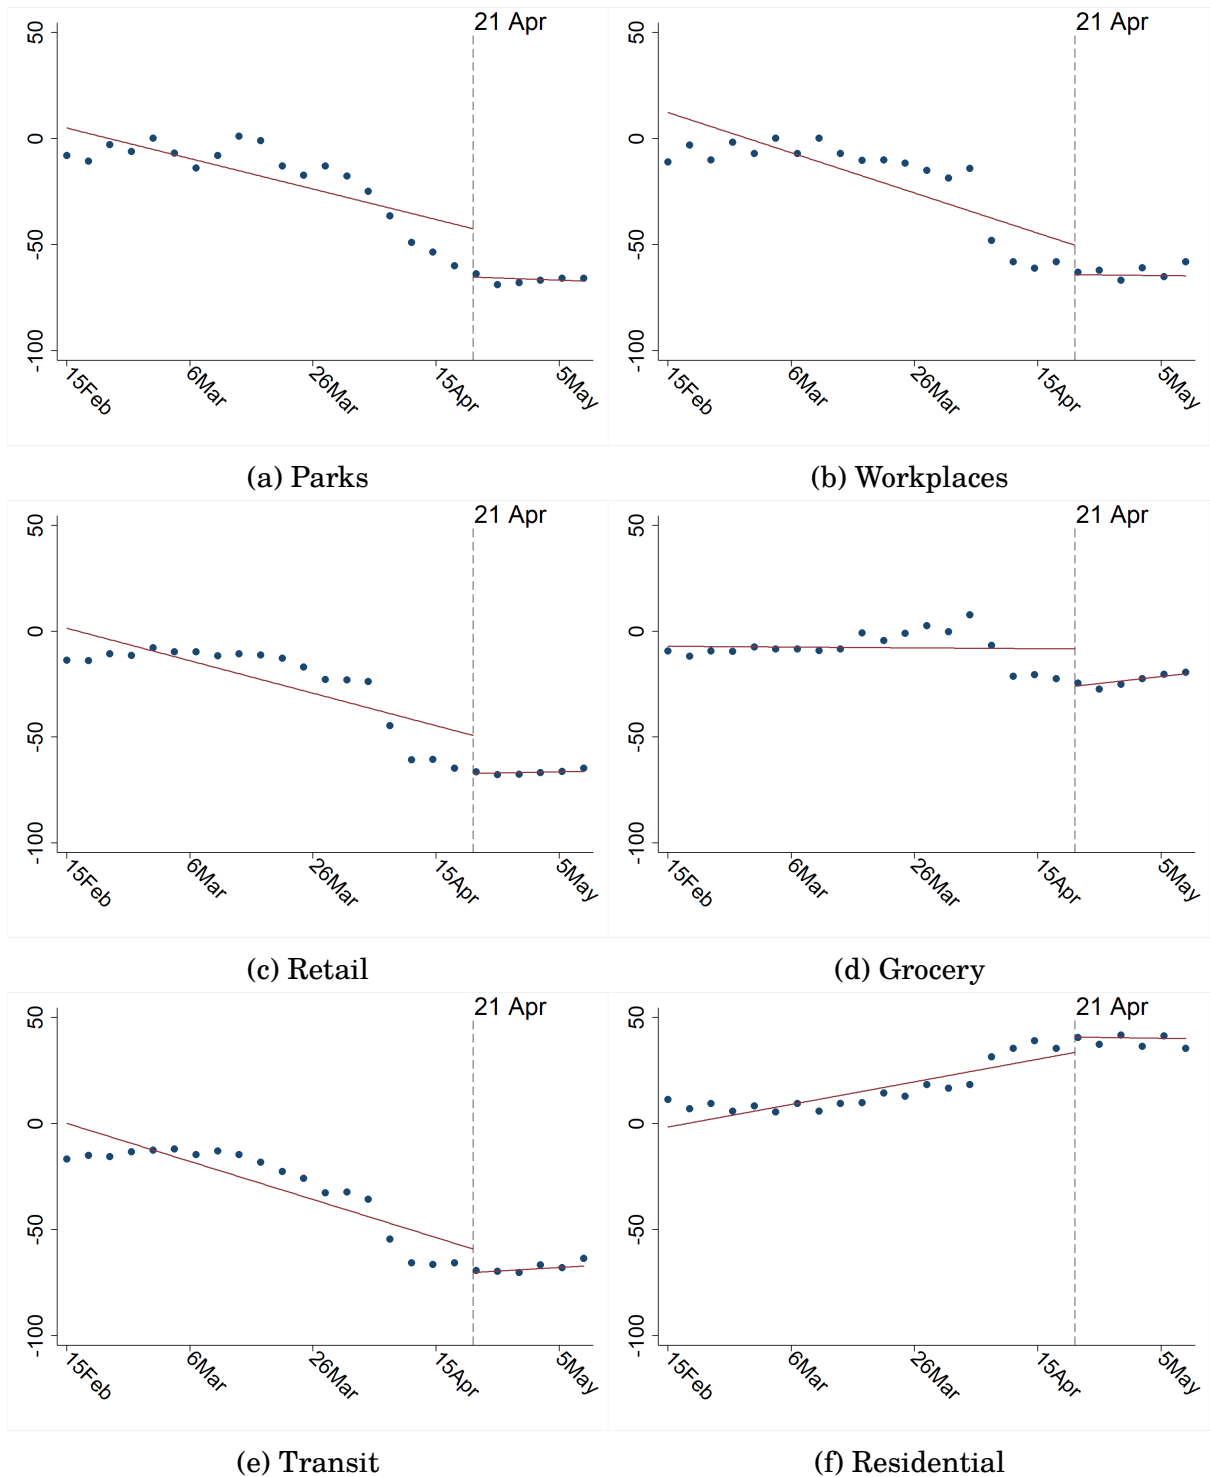 21 Apr
50
0
-50
-100
15Feb 6Mar 26Mar 15Apr 5May
(a) Parks
21 Apr
50
0
-50
-100
15Feb 6Mar 26Mar 15Apr 5May
(b) Workplaces
21 Apr
50
0
-50
-100
15Feb 6Mar 26Mar 15Apr 5May
(c) Retail
21 Apr
50
0
-50
-100
15Feb 6Mar 26Mar 15Apr 5May
(d) Grocery
21 Apr
50
0
-50
-100
15Feb 6Mar 26Mar 15Apr 5May
(e) Transit
21 Apr
50
0
-50
-100
15Feb 6Mar 26Mar 15Apr 5May
(f) Residential